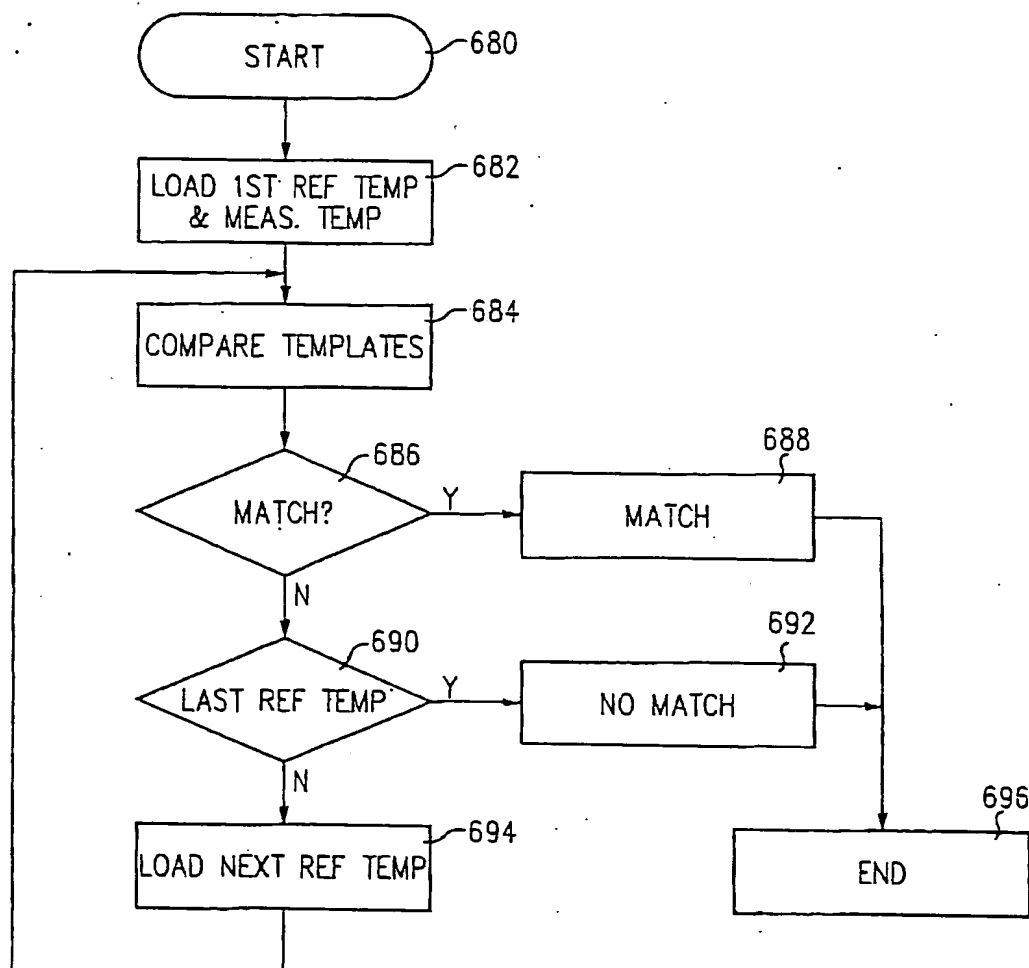 START
680
LOAD 1ST REF TEMP
& MEAS. TEMP
682
COMPARE TEMPLATES
684
MATCH?
686
Y
MATCH
688
N
LAST REF TEMP
690
Y
NO MATCH
692
N
LOAD NEXT REF TEMP
694
END
696